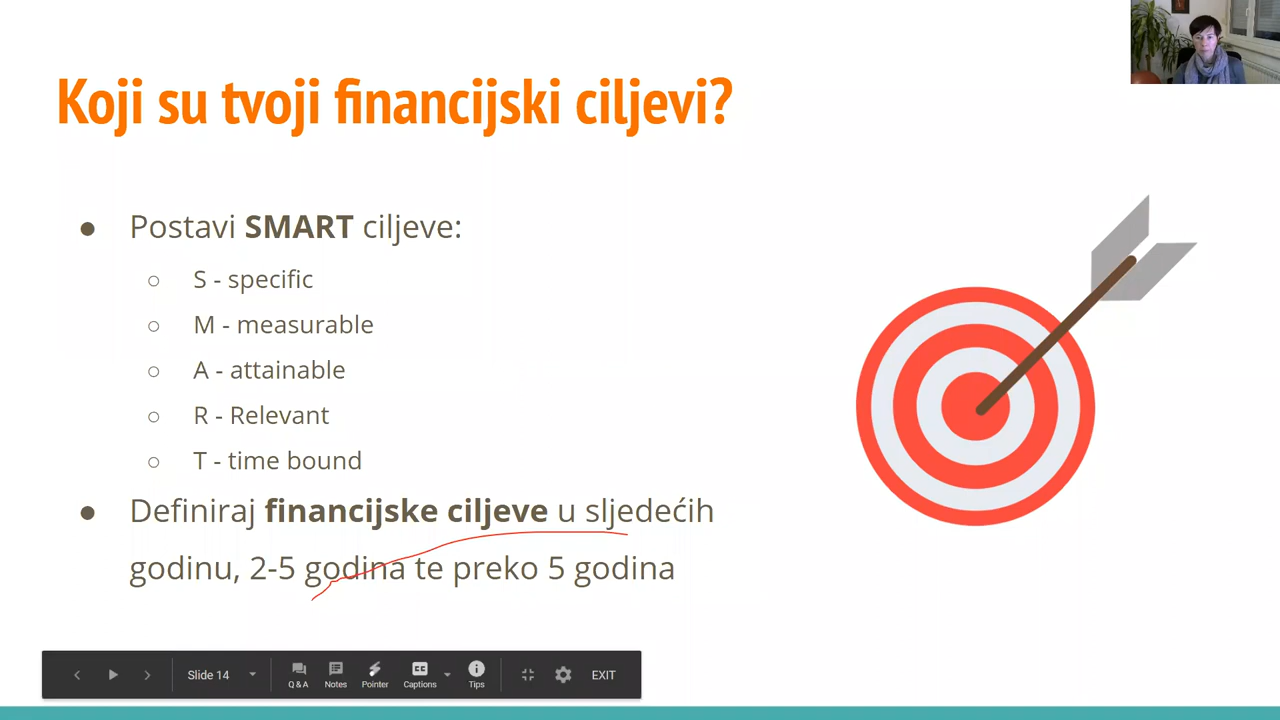 Koji su tvoji financijski ciljevi?
Postavi SMART ciljeve:
S - specific
M - measurable
A - attainable
R - Relevant
T - time bound
Definiraj financijske ciljeve u sljedećih
godinu, 2-5 godina te preko 5 godina
Slide 14
Q & A
Notes
Pointer
CC
Captions
Tips
EXIT